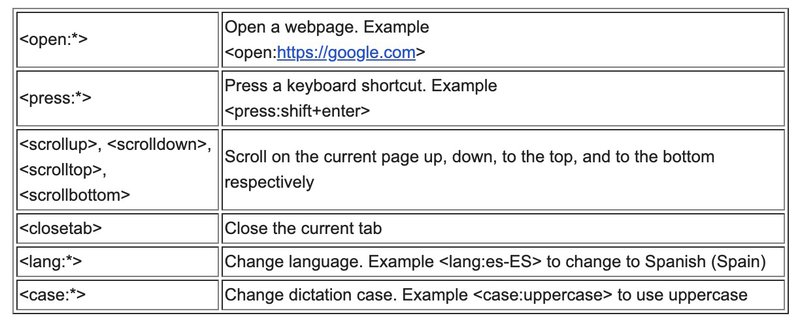 <open:*>
Open a webpage. Example
<open:https://google.com>
<press:*>
Press a keyboard shortcut. Example
<press:shift+enter>
<scrollup>, <scrolldown>,
<scrolltop>,
<scrollbottom>
Scroll on the current page up, down, to the top, and to the bottom
respectively
<closetab>
Close the current tab
<lang:*>
Change language. Example <lang:es-ES> to change to Spanish (Spain)
<case:*>
Change dictation case. Example <case:uppercase> to use uppercase